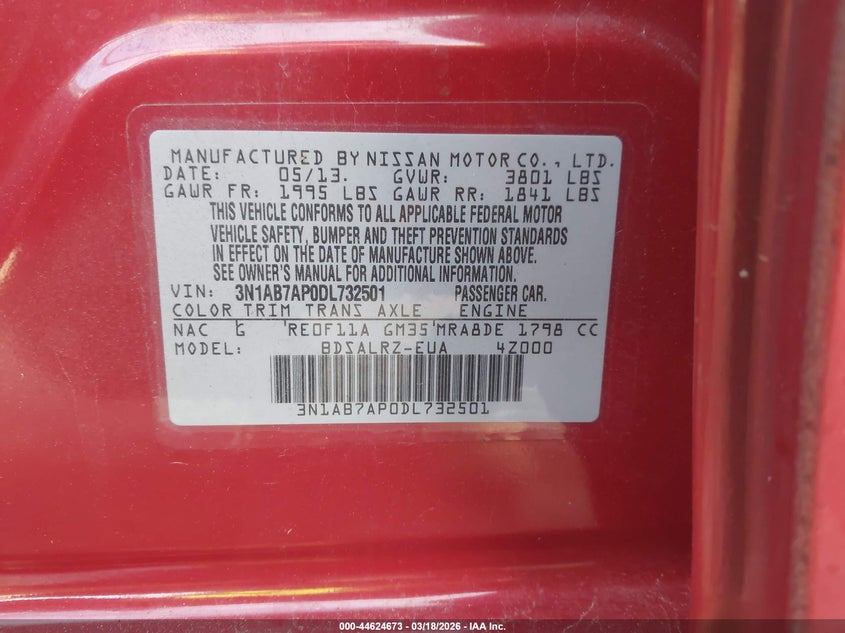 MANUFACTURED BY NISSAN MOTOR CO., LTD.
DATE: 05/13. GVWR: 3801 LBS
GAWR FR: 1995 LBS GAWR RR: 1841 LBS
THIS VEHICLE CONFORMS TO ALL APPLICABLE FEDERAL MOTOR
VEHICLE SAFETY, BUMPER AND THEFT PREVENTION STANDARDS
IN EFFECT ON THE DATE OF MANUFACTURE SHOWN ABOVE.
SEE OWNER'S MANUAL FOR ADDITIONAL INFORMATION.
VIN: 3N1AB7AP0DL732501 PASSENGER CAR.
COLOR TRIM TRANS AXLE ENGINE
NAC G RE0F11A GM35 MRA8DE 1798 CC
MODEL: BDSALRZ-EUA 4Z000
3N1AB7AP0DL732501
000-44624673 — 03/18/2026 — IAA Inc.